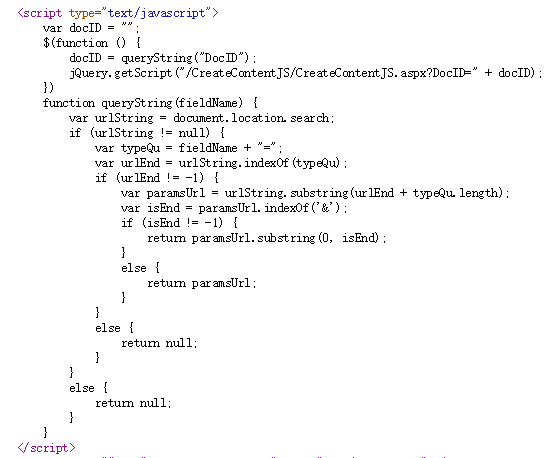 <script type="text/javascript">
    var docID = "";
    $(function () {
        docID = queryString("DocID");
        jQuery.getScript("/CreateContentJS/CreateContentJS.aspx?DocID=" + docID);
    })
    function queryString(fieldName) {
        var urlString = document.location.search;
        if (urlString != null) {
            var typeQu = fieldName + "=";
            var urlEnd = urlString.indexOf(typeQu);
            if (urlEnd != -1) {
                var paramsUrl = urlString.substring(urlEnd + typeQu.length);
                var isEnd = paramsUrl.indexOf('&');
                if (isEnd != -1) {
                    return paramsUrl.substring(0, isEnd);
                }
                else {
                    return paramsUrl;
                }
            }
            else {
                return null;
            }
        }
        else {
            return null;
        }
    }
</script>